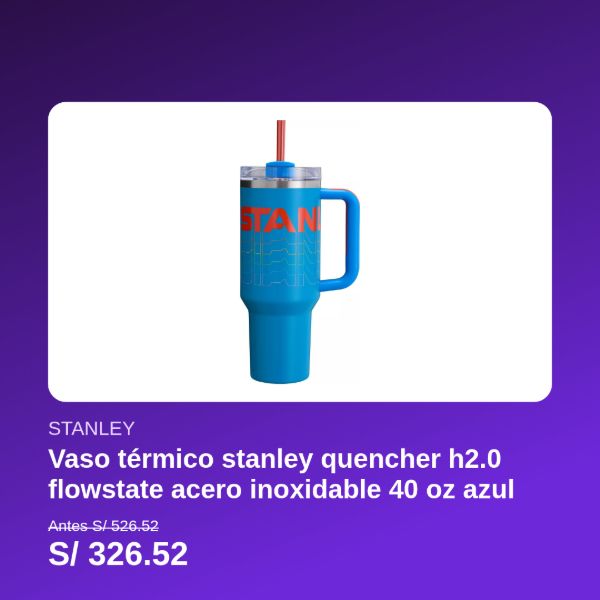 STAN
STANLEY
Vaso térmico stanley quencher h2.0
flowstate acero inoxidable 40 oz azul
Antes S/ 526.52
S/ 326.52